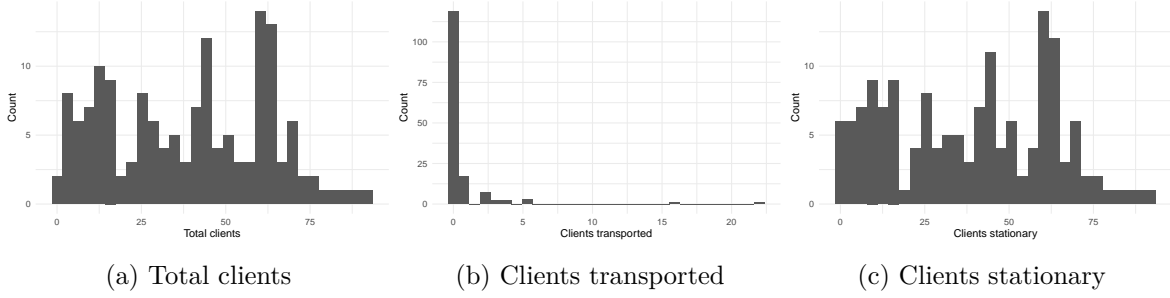 10
5
0
Count
0
25
50
75
Total clients
(a) Total clients
100
75
50
25
0
Count
0
5
10
15
20
Clients transported
(b) Clients transported
10
5
0
Count
0
25
50
75
Clients stationary
(c) Clients stationary